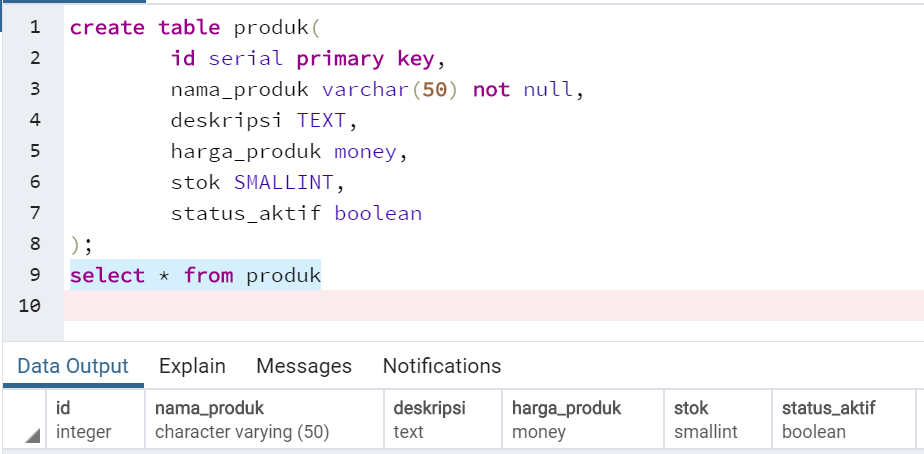 1 create table produk(
2 id serial primary key,
3 nama_produk varchar(50) not null,
4 deskripsi TEXT,
5 harga_produk money,
6 stok SMALLINT,
7 status_aktif boolean
8 );
9 select * from produk
10
Data Output Explain Messages Notifications
id nama_produk deskripsi harga_produk stok status_aktif
integer character varying (50) text money smallint boolean